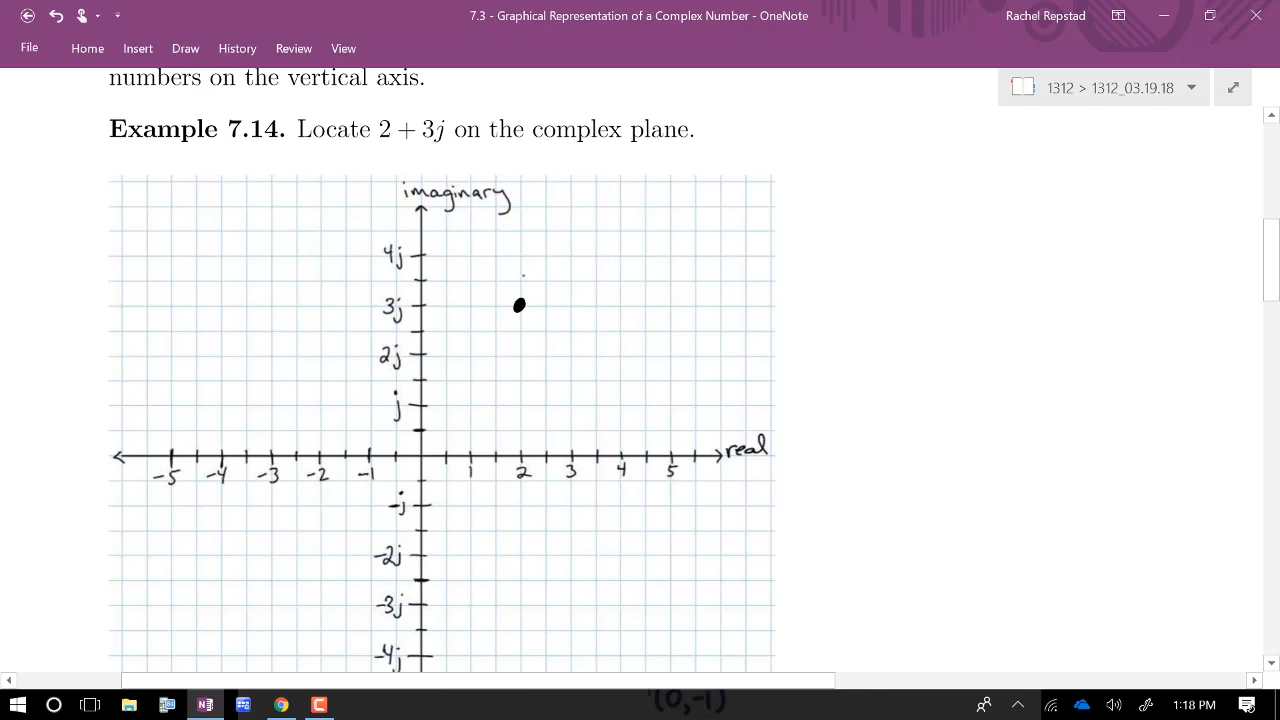 7.3 - Graphical Representation of a Complex Number - OneNote
Rachel Repstad
File Home Insert Draw History Review View
numbers on the vertical axis.
1312 > 1312_03.19.18
Example 7.14. Locate 2 + 3j on the complex plane.
imaginary
4j
3j
2j
j
real
-5 -4 -3 -2 -1 1 2 3 4 5
-j
-2j
-3j
-4j
(0,-1)
1:18 PM